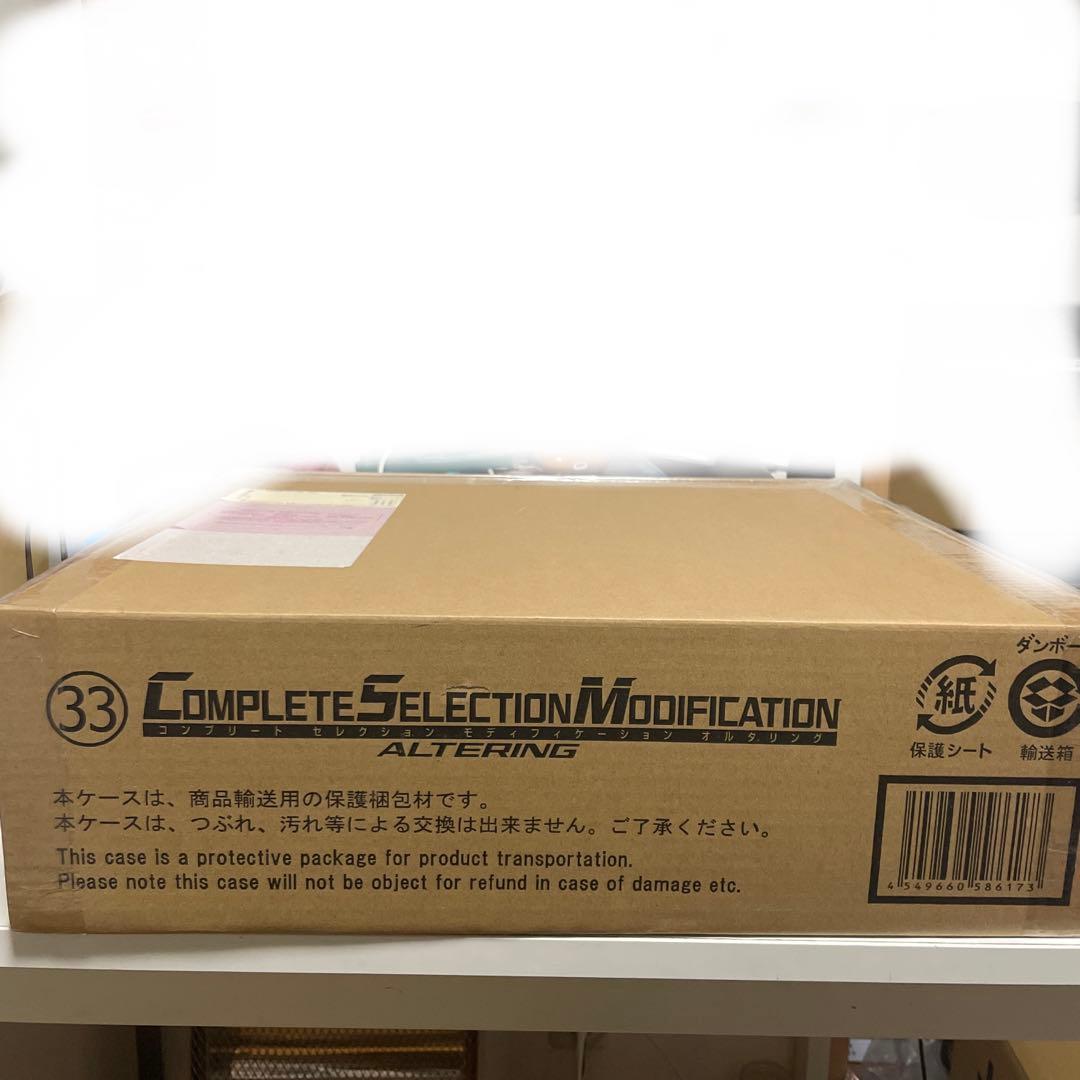 33 COMPLETE SELECTION MODIFICATION
コンプリート セレクション モディフィケーション オルタリング
ALTERING
本ケースは、商品輸送用の保護梱包材です。
本ケースは、つぶれ、汚れ等による交換は出来ません。ご了承ください。
This case is a protective package for product transportation.
Please note this case will not be object for refund in case of damage etc.
ダンボー
紙
保護シート
輸送箱
4 549660 586173